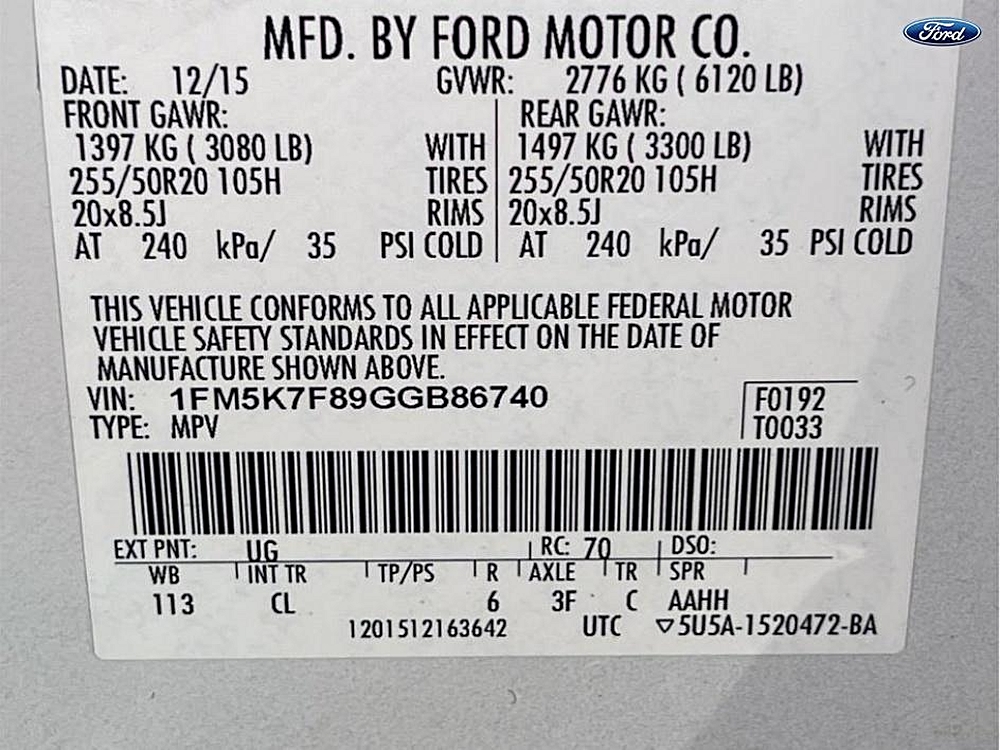 Ford
MFD. BY FORD MOTOR CO.
DATE: 12/15 GVWR: 2776 KG ( 6120 LB)
FRONT GAWR: REAR GAWR:
1397 KG ( 3080 LB) WITH 1497 KG ( 3300 LB) WITH
255/50R20 105H TIRES 255/50R20 105H TIRES
20x8.5J RIMS 20x8.5J RIMS
AT 240 kPa/ 35 PSI COLD AT 240 kPa/ 35 PSI COLD
THIS VEHICLE CONFORMS TO ALL APPLICABLE FEDERAL MOTOR
VEHICLE SAFETY STANDARDS IN EFFECT ON THE DATE OF
MANUFACTURE SHOWN ABOVE.
VIN: 1FM5K7F89GGB86740 F0192
TYPE: MPV T0033
EXT PNT: UG RC: 70 DSO:
WB INT TR TP/PS R AXLE TR SPR
113 CL 6 3F C AAHH
1201512163642 UTC ▽5U5A-1520472-BA